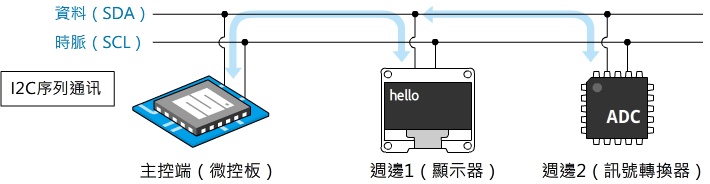 資料（SDA）
時脈（SCL）
I2C序列通讯
hello
ADC
主控端（微控板）
週邊1（顯示器）
週邊2（訊號轉換器）